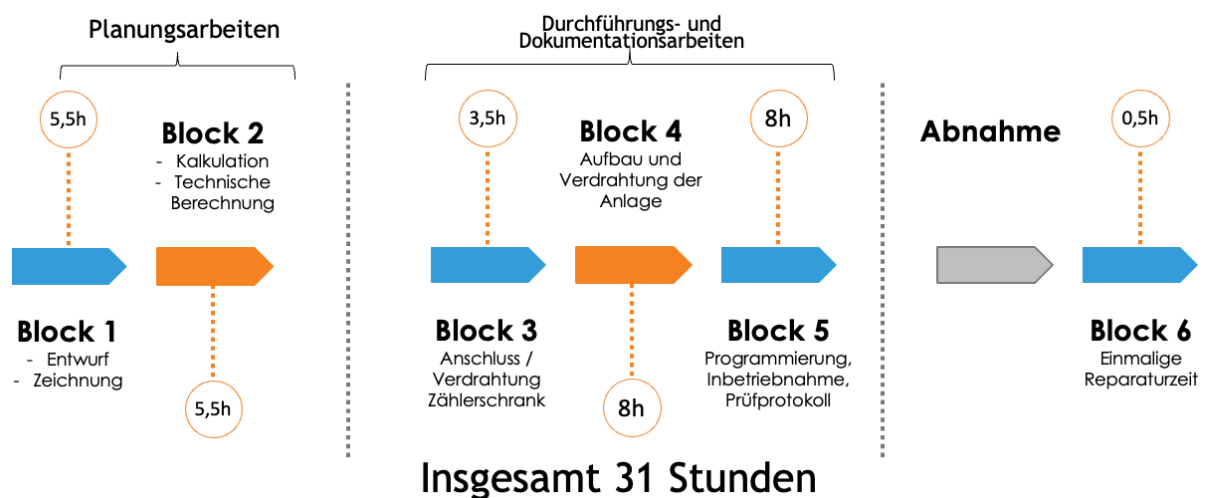 Planungsarbeiten
5,5h
Block 2
- Kalkulation
- Technische
Berechnung
Block 1
- Entwurf
- Zeichnung
5,5h
Durchführungs- und
Dokumentationsarbeiten
3,5h
Block 4
Aufbau und
Verdrahtung der
Anlage
8h
Block 3
Anschluss /
Verdrahtung
Zählerschrank
8h
Block 5
Programmierung,
Inbetriebnahme,
Prüfprotokoll
Abnahme
0,5h
Block 6
Einmalige
Reparaturzeit
Insgesamt 31 Stunden